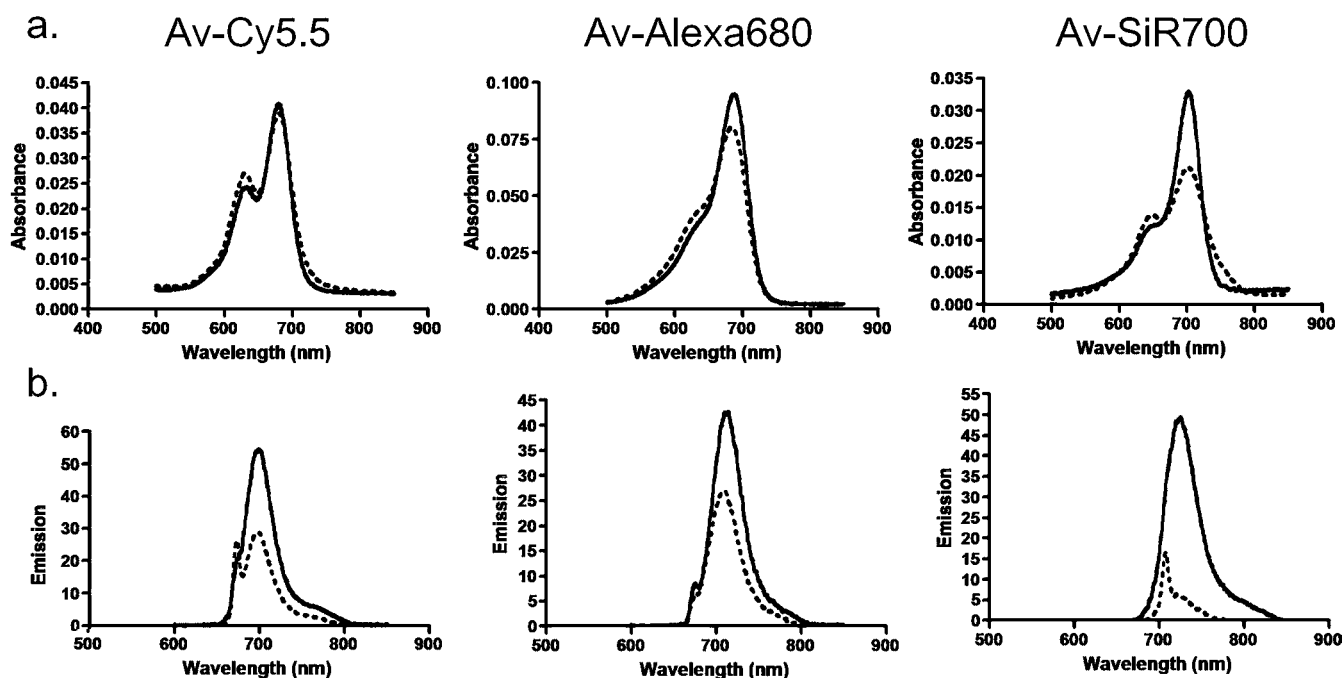 a.
Av-Cy5.5
Av-Alexa680
Av-SiR700
0.045
0.040
0.035
0.030
0.025
0.020
0.015
0.010
0.005
0.000
Absorbance
400 500 600 700 800 900
Wavelength (nm)
0.100
0.075
0.050
0.025
0.000
Absorbance
400 500 600 700 800 900
Wavelength (nm)
0.035
0.030
0.025
0.020
0.015
0.010
0.005
0.000
Absorbance
400 500 600 700 800 900
Wavelength (nm)
b.
60
50
40
30
20
10
0
Emission
500 600 700 800 900
Wavelength (nm)
45
40
35
30
25
20
15
10
5
0
Emission
500 600 700 800 900
Wavelength (nm)
55
50
45
40
35
30
25
20
15
10
5
0
Emission
500 600 700 800 900
Wavelength (nm)